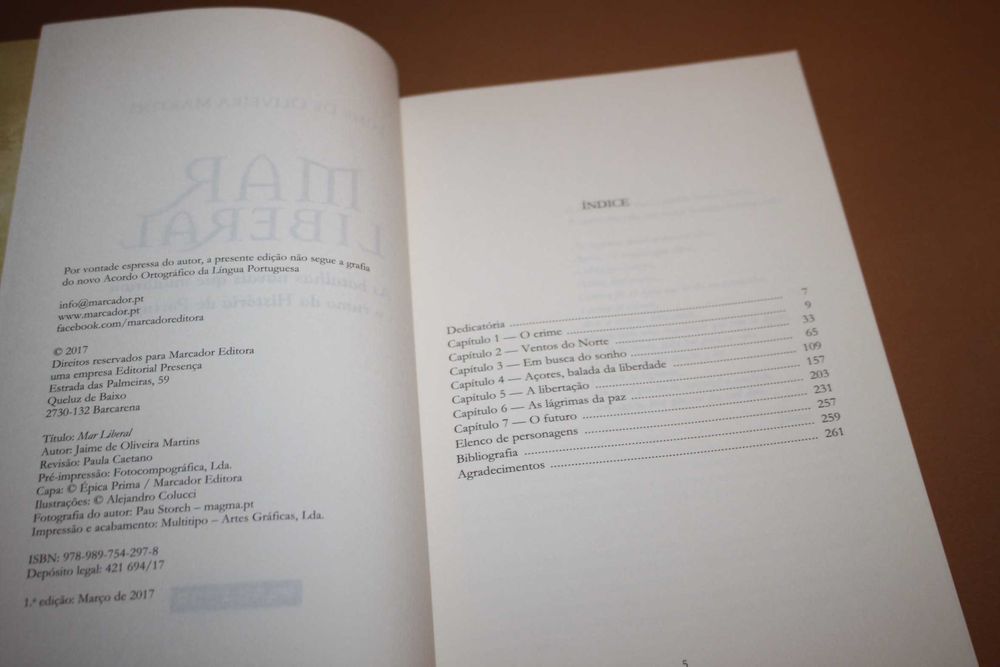 Por vontade expressa do autor, a presente edição não segue a grafia
do novo Acordo Ortográfico da Língua Portuguesa
info@marcador.pt
www.marcador.pt
facebook.com/marcadoreditora
© 2017
Direitos reservados para Marcador Editora
uma empresa Editorial Presença
Estrada das Palmeiras, 59
Queluz de Baixo
2730-132 Barcarena
Título: Mar Liberal
Autor: Jaime de Oliveira Martins
Revisão: Paula Caetano
Pré-impressão: Fotocompográfica, Lda.
Capa: © Épica Prima / Marcador Editora
Ilustrações: © Alejandro Colucci
Fotografia do autor: Pau Storch – magma.pt
Impressão e acabamento: Multitipo – Artes Gráficas, Lda.
ISBN: 978-989-754-297-8
Depósito legal: 421 694/17
1.ª edição: Março de 2017
ÍNDICE
Dedicatória 7
Capítulo 1 — O crime 9
Capítulo 2 — Ventos do Norte 33
Capítulo 3 — Em busca do sonho 65
Capítulo 4 — Açores, balada da liberdade 109
Capítulo 5 — A libertação 157
Capítulo 6 — As lágrimas da paz 203
Capítulo 7 — O futuro 231
Elenco de personagens 257
Bibliografia 259
Agradecimentos 261
5